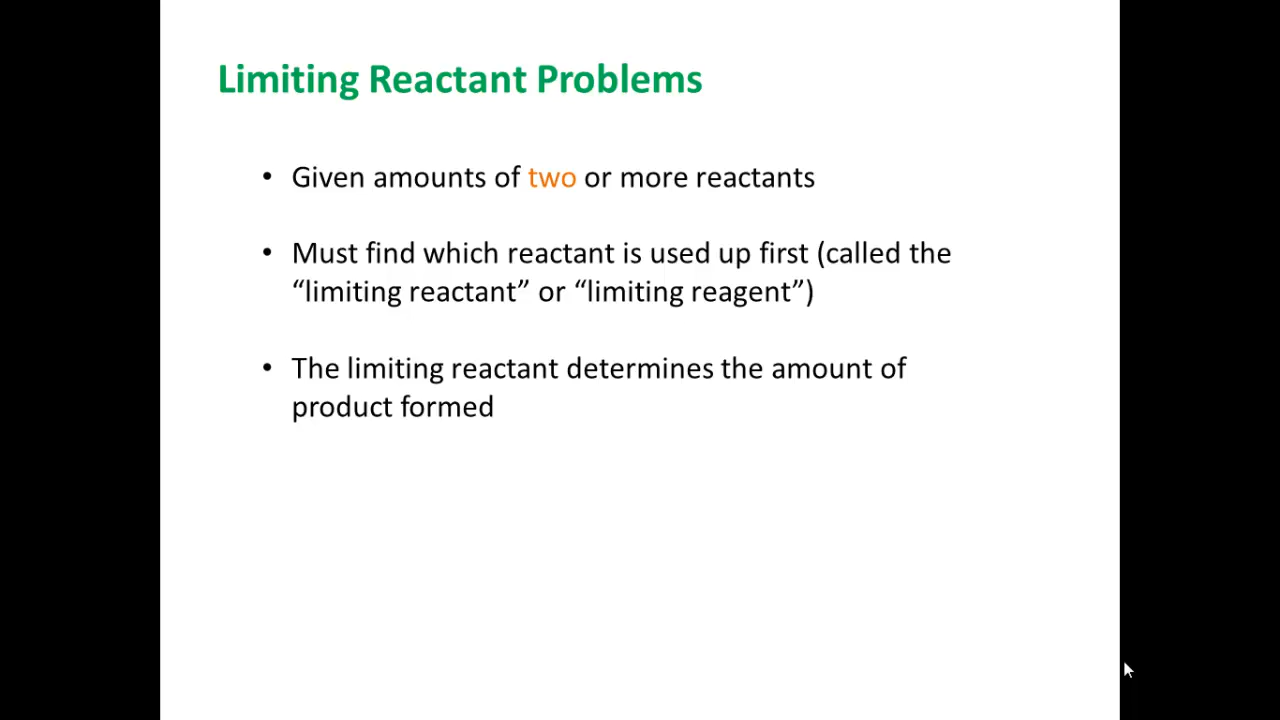 Limiting Reactant Problems
• Given amounts of two or more reactants
• Must find which reactant is used up first (called the
“limiting reactant” or “limiting reagent”)
• The limiting reactant determines the amount of
product formed